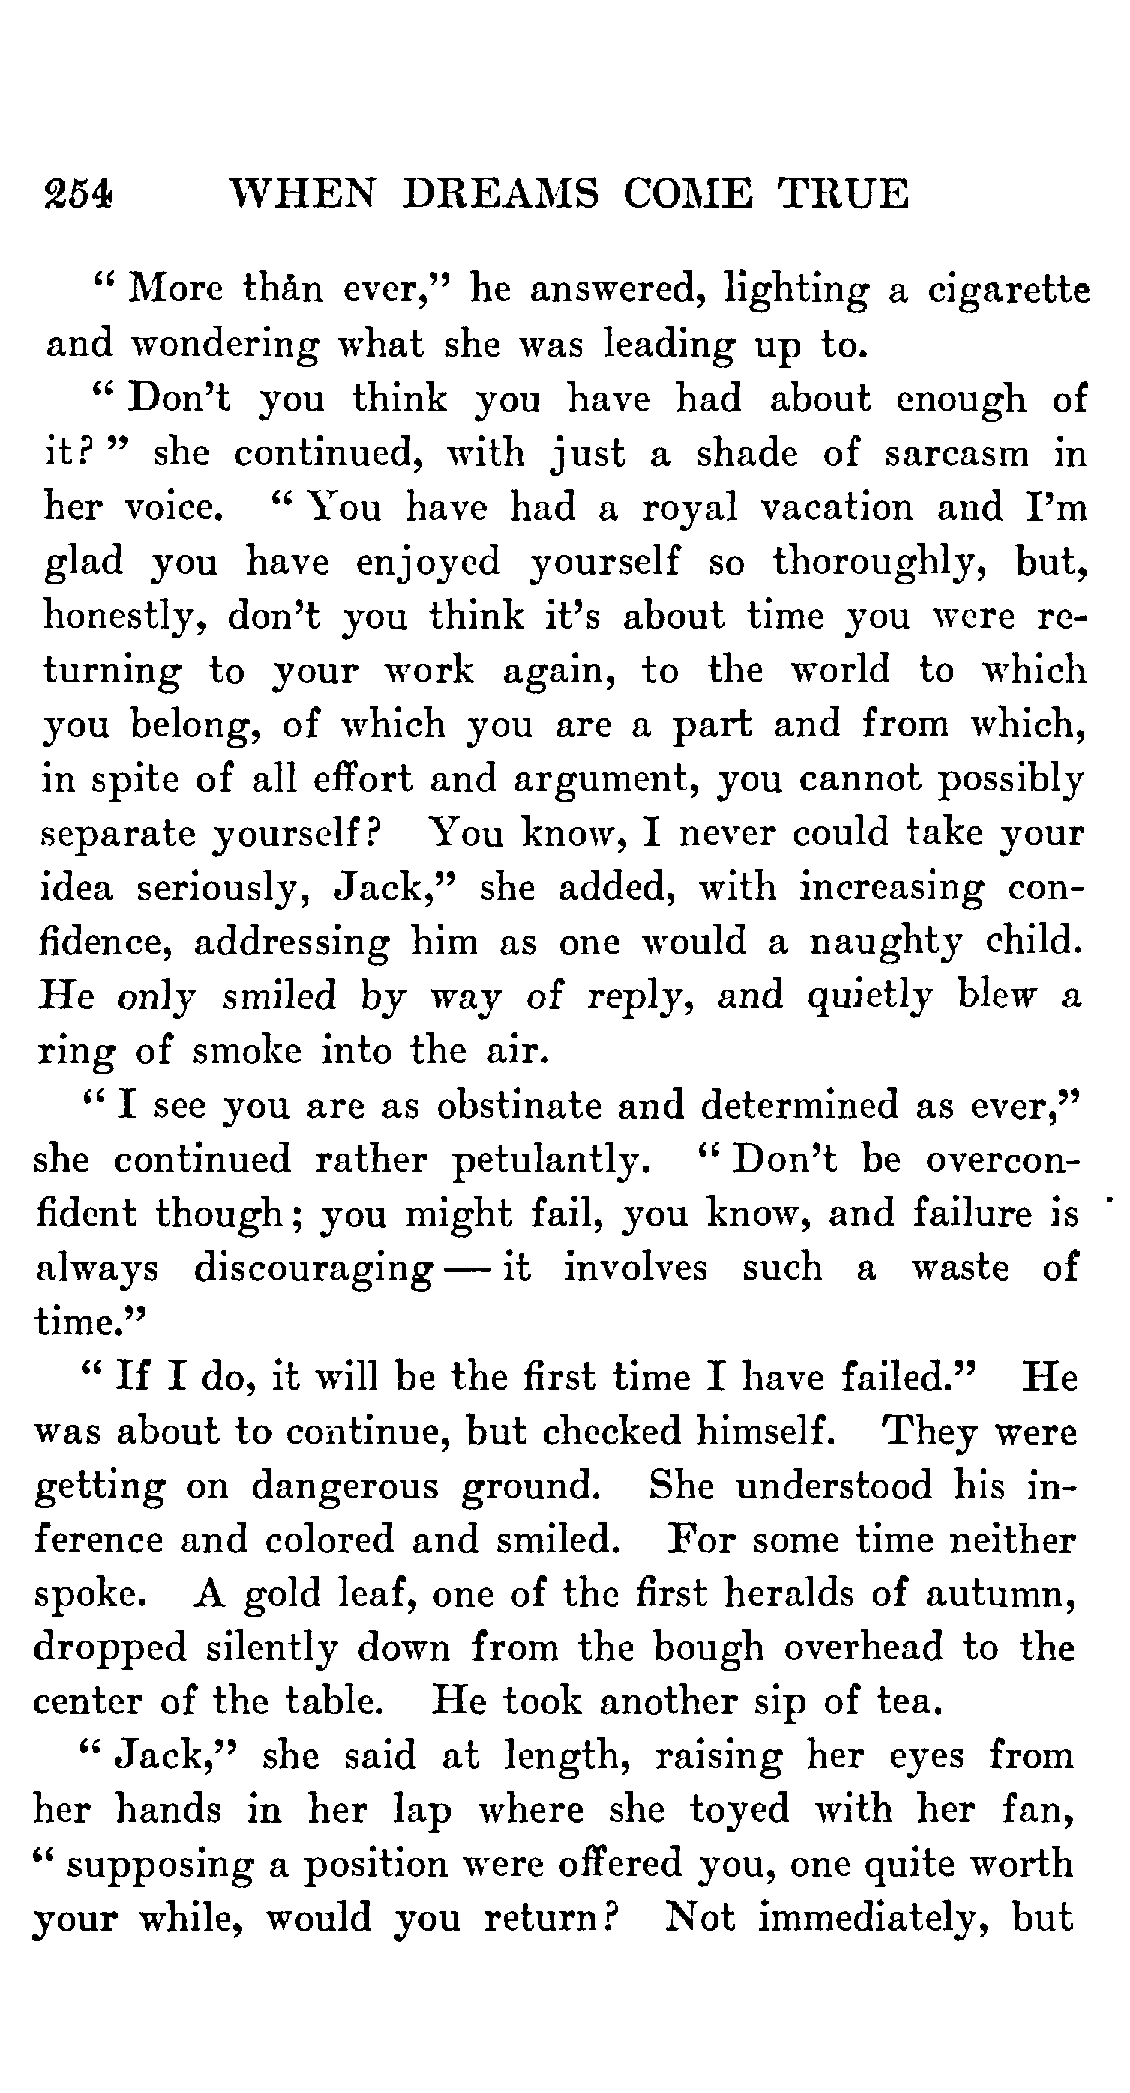 254 WHEN DREAMS COME TRUE
“ More than ever,” he answered, lighting a cigarette
and wondering what she was leading up to.
“ Don’t you think you have had about enough of
it? ” she continued, with just a shade of sarcasm in
her voice. “ You have had a royal vacation and I’m
glad you have enjoyed yourself so thoroughly, but,
honestly, don’t you think it’s about time you were re-
turning to your work again, to the world to which
you belong, of which you are a part and from which,
in spite of all effort and argument, you cannot possibly
separate yourself? You know, I never could take your
idea seriously, Jack,” she added, with increasing con-
fidence, addressing him as one would a naughty child.
He only smiled by way of reply, and quietly blew a
ring of smoke into the air.
“ I see you are as obstinate and determined as ever,”
she continued rather petulantly. “ Don’t be overcon-
fident though; you might fail, you know, and failure is
always discouraging — it involves such a waste of
time.”
“ If I do, it will be the first time I have failed.” He
was about to continue, but checked himself. They were
getting on dangerous ground. She understood his in-
ference and colored and smiled. For some time neither
spoke. A gold leaf, one of the first heralds of autumn,
dropped silently down from the bough overhead to the
center of the table. He took another sip of tea.
“ Jack,” she said at length, raising her eyes from
her hands in her lap where she toyed with her fan,
“ supposing a position were offered you, one quite worth
your while, would you return? Not immediately, but